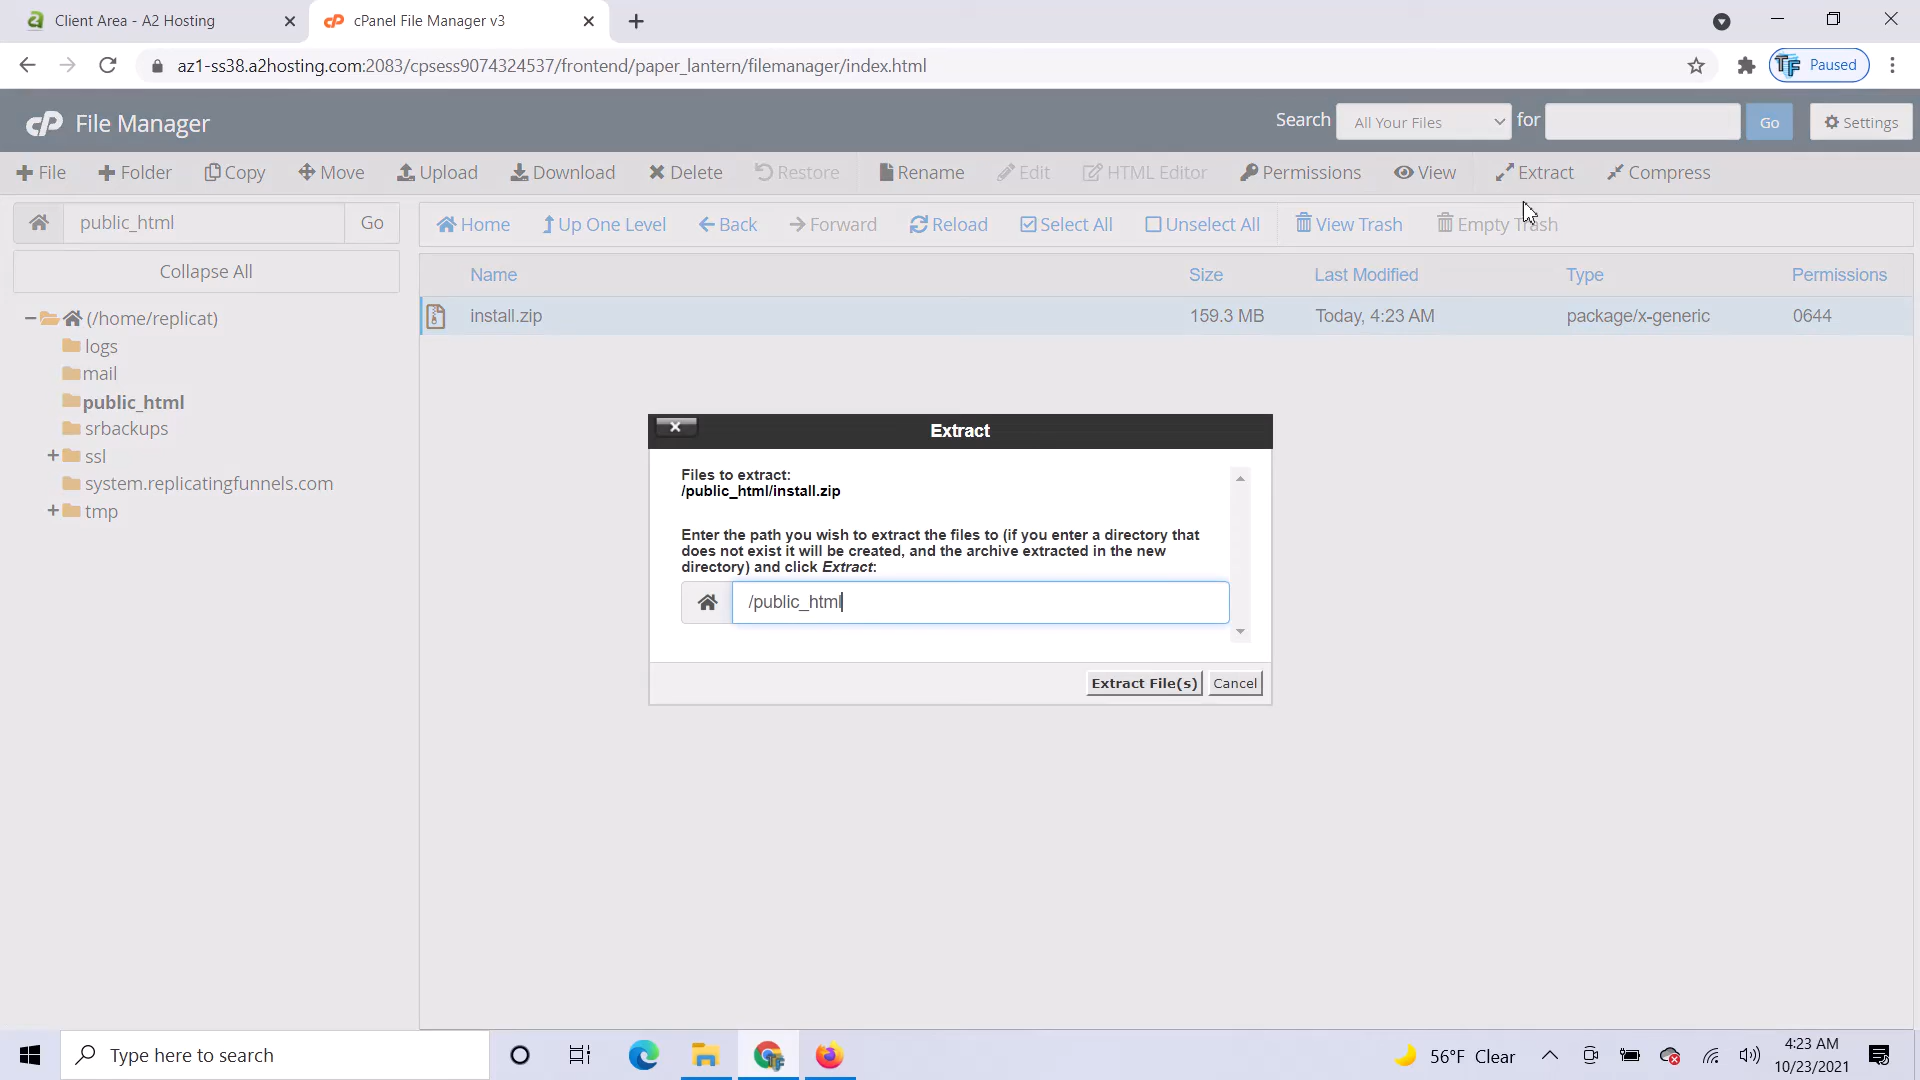 Client Area - A2 Hosting
cPanel File Manager v3
az1-ss38.a2hosting.com:2083/cpsess9074324537/frontend/paper_lantern/filemanager/index.html
Paused
cP File Manager
Search All Your Files for Go Settings
File Folder Copy Move Upload Download Delete Restore Rename Edit HTML Editor Permissions View Extract Compress
public_html Go
Home Up One Level Back Forward Reload Select All Unselect All View Trash Empty Trash
Collapse All
Name Size Last Modified Type Permissions
install.zip 159.3 MB Today, 4:23 AM package/x-generic 0644
(/home/replicat)
logs
mail
public_html
srbackups
ssl
system.replicatingfunnels.com
tmp
Extract
Files to extract:
/public_html/install.zip
Enter the path you wish to extract the files to (if you enter a directory that
does not exist it will be created, and the archive extracted in the new
directory) and click Extract:
/public_html
Extract File(s) Cancel
Type here to search
56°F Clear
4:23 AM
10/23/2021